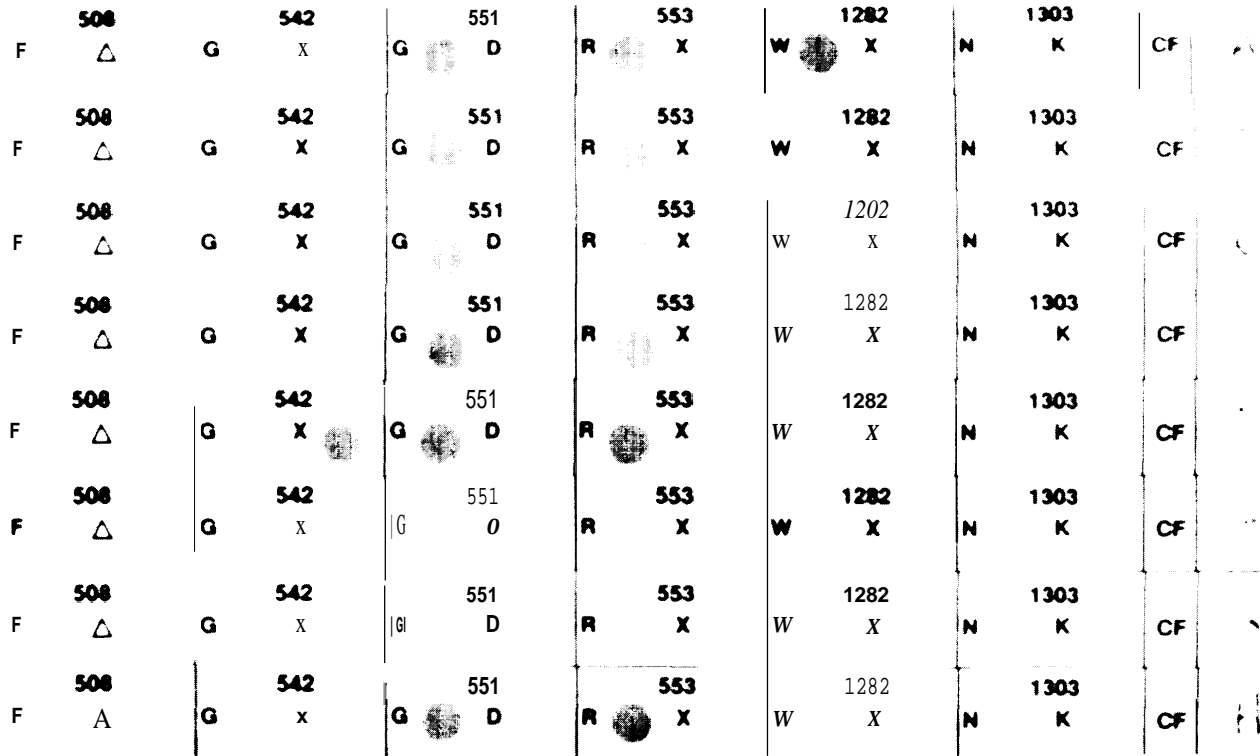 508 542 551 553 1282 1303
F △ G X G D R X W X N K CF
508 542 551 553 1282 1303
F △ G X G D R X W X N K CF
508 542 551 553 1202 1303
F △ G X G D R X W X N K CF
508 542 551 553 1282 1303
F △ G X G D R X W X N K CF
508 542 551 553 1282 1303
F △ G X G D R X W X N K CF
508 542 551 553 1282 1303
F △ G X |G O R X W X N K CF
508 542 551 553 1282 1303
F △ G X |GI D R X W X N K CF
508 542 551 553 1282 1303
F A G x G D R X W X N K CF